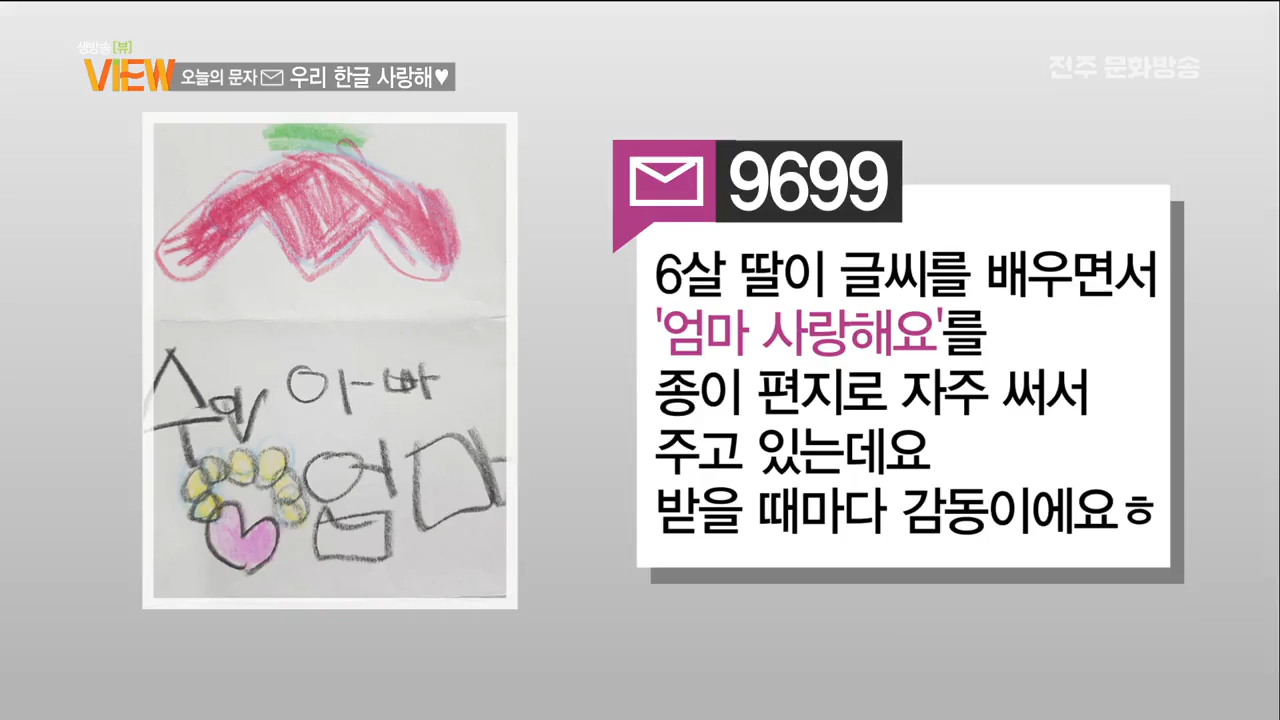 생방송[뷰]
VIEW 오늘의 문자 우리 한글 사랑해♥
전주 문화방송
9699
6살 딸이 글씨를 배우면서
'엄마 사랑해요'를
종이 편지로 자주 써서
주고 있는데요
받을 때마다 감동이에요ㅎ
아빠
엄마